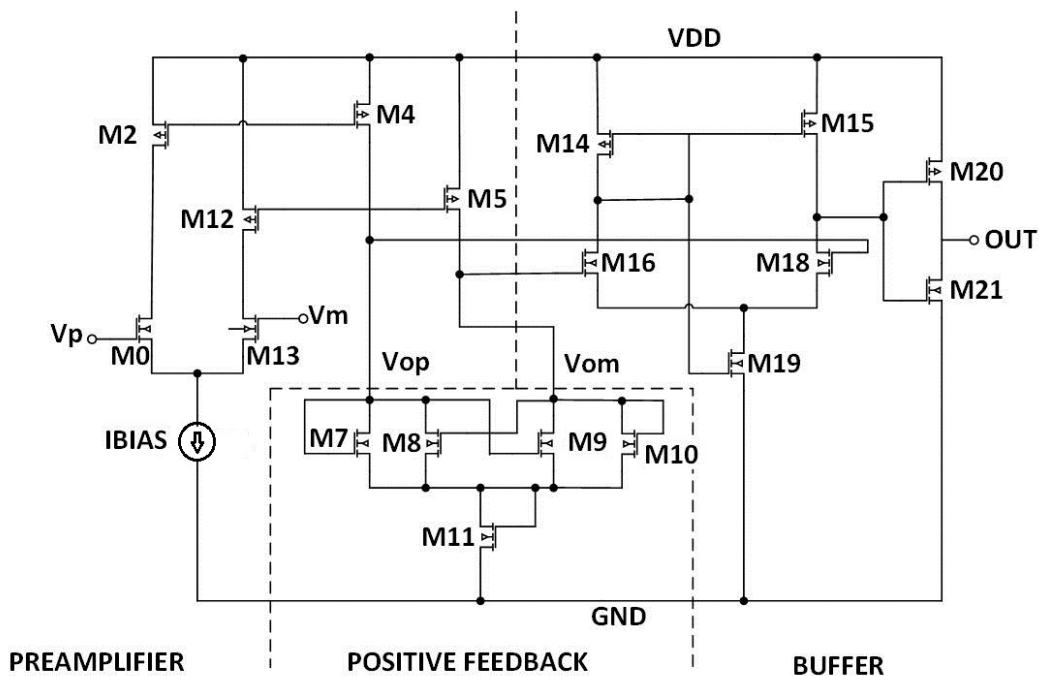 VDD
M2
M4
M14
M15
M20
M12
M5
M16
M18
OUT
M21
Vp
M0
Vm
M13
Vop
Vom
M19
IBIAS
M7
M8
M9
M10
M11
GND
PREAMPLIFIER
POSITIVE FEEDBACK
BUFFER